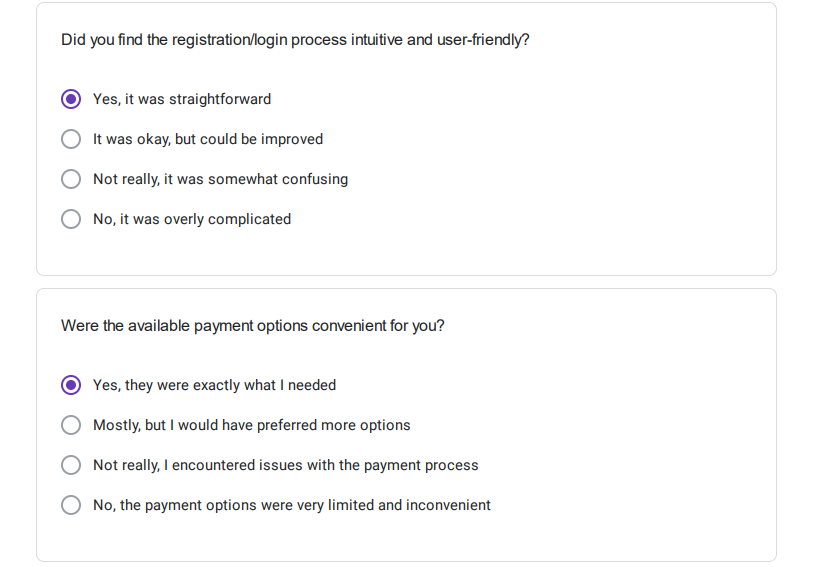 Did you find the registration/login process intuitive and user-friendly?
Yes, it was straightforward
It was okay, but could be improved
Not really, it was somewhat confusing
No, it was overly complicated
Were the available payment options convenient for you?
Yes, they were exactly what I needed
Mostly, but I would have preferred more options
Not really, I encountered issues with the payment process
No, the payment options were very limited and inconvenient